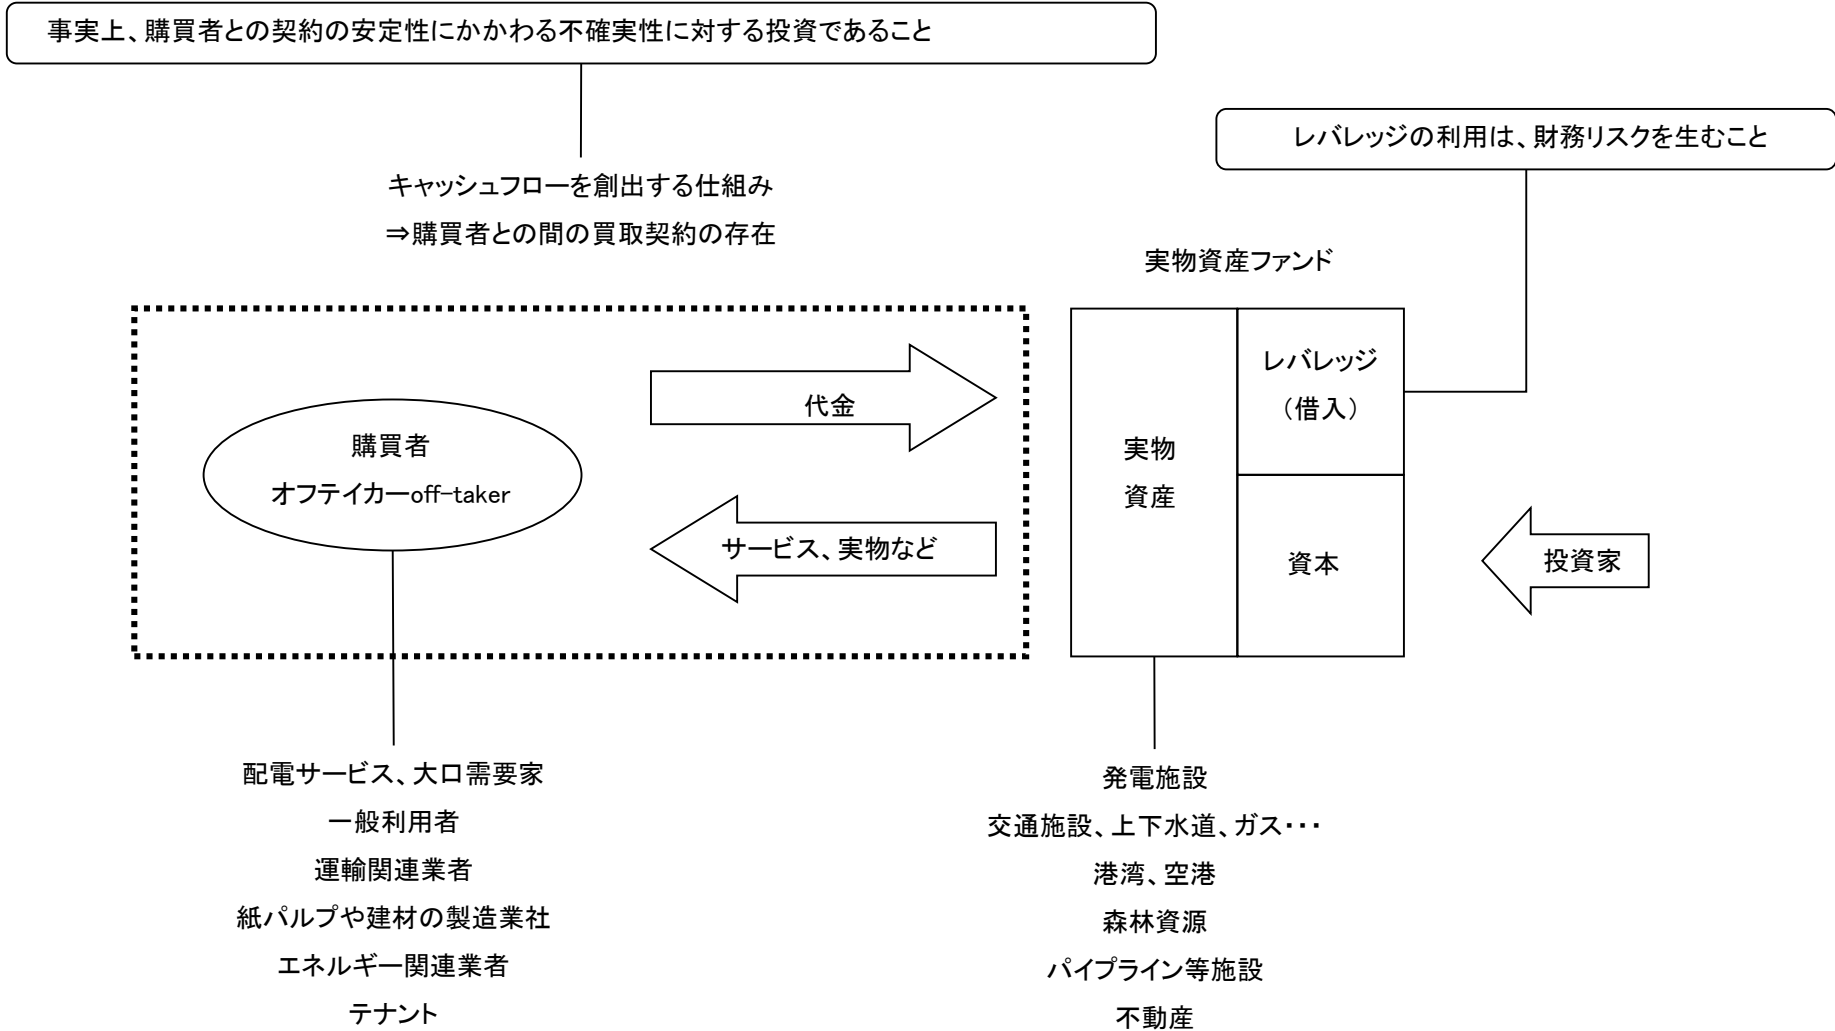 事実上、購買者との契約の安定性にかかわる不確実性に対する投資であること
レバレッジの利用は、財務リスクを生むこと
キャッシュフローを創出する仕組み
⇒購買者との間の買取契約の存在
実物資産ファンド
代金
購買者
オフテイカーoff-taker
サービス、実物など
実物
資産
レバレッジ
（借入）
資本
投資家
配電サービス、大口需要家
一般利用者
運輸関連業者
紙パルプや建材の製造業社
エネルギー関連業者
テナント
発電施設
交通施設、上下水道、ガス・・・
港湾、空港
森林資源
パイプライン等施設
不動産